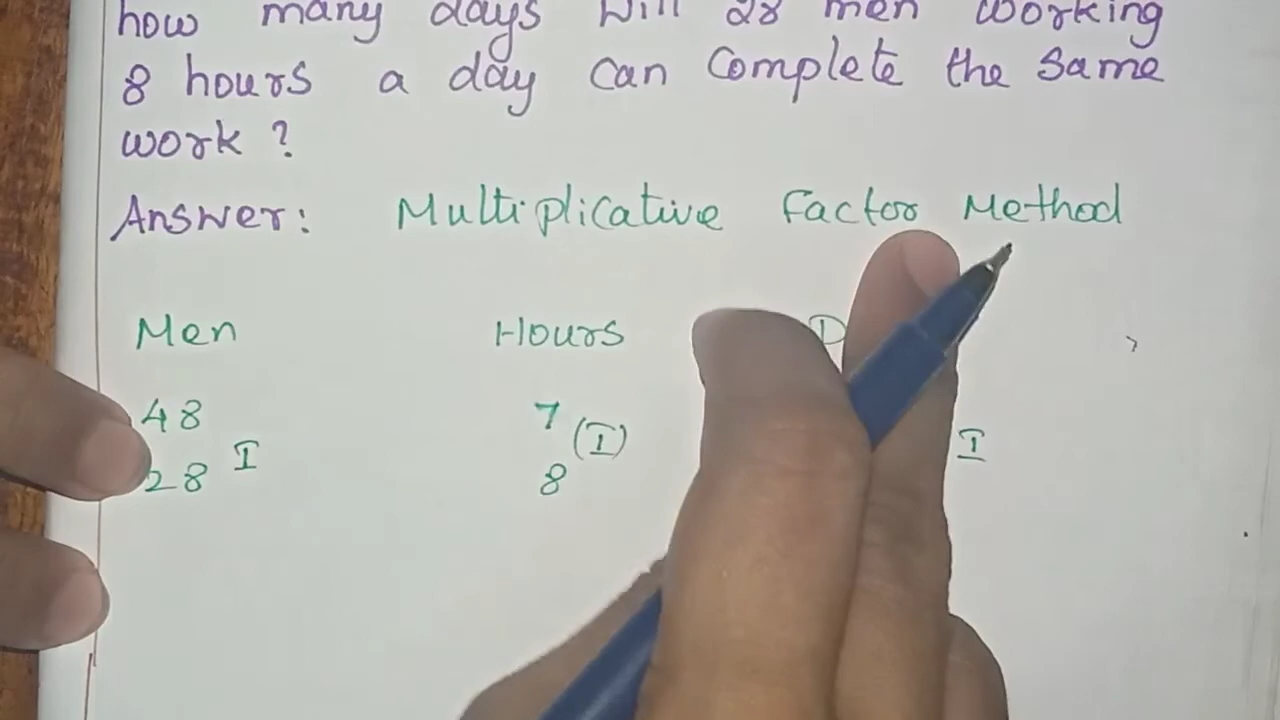 how many days will 28 men working
8 hours a day can complete the same
work ?
Answer: Multiplicative Factor Method
Men Hours D
48 7
I (I) I
28 8